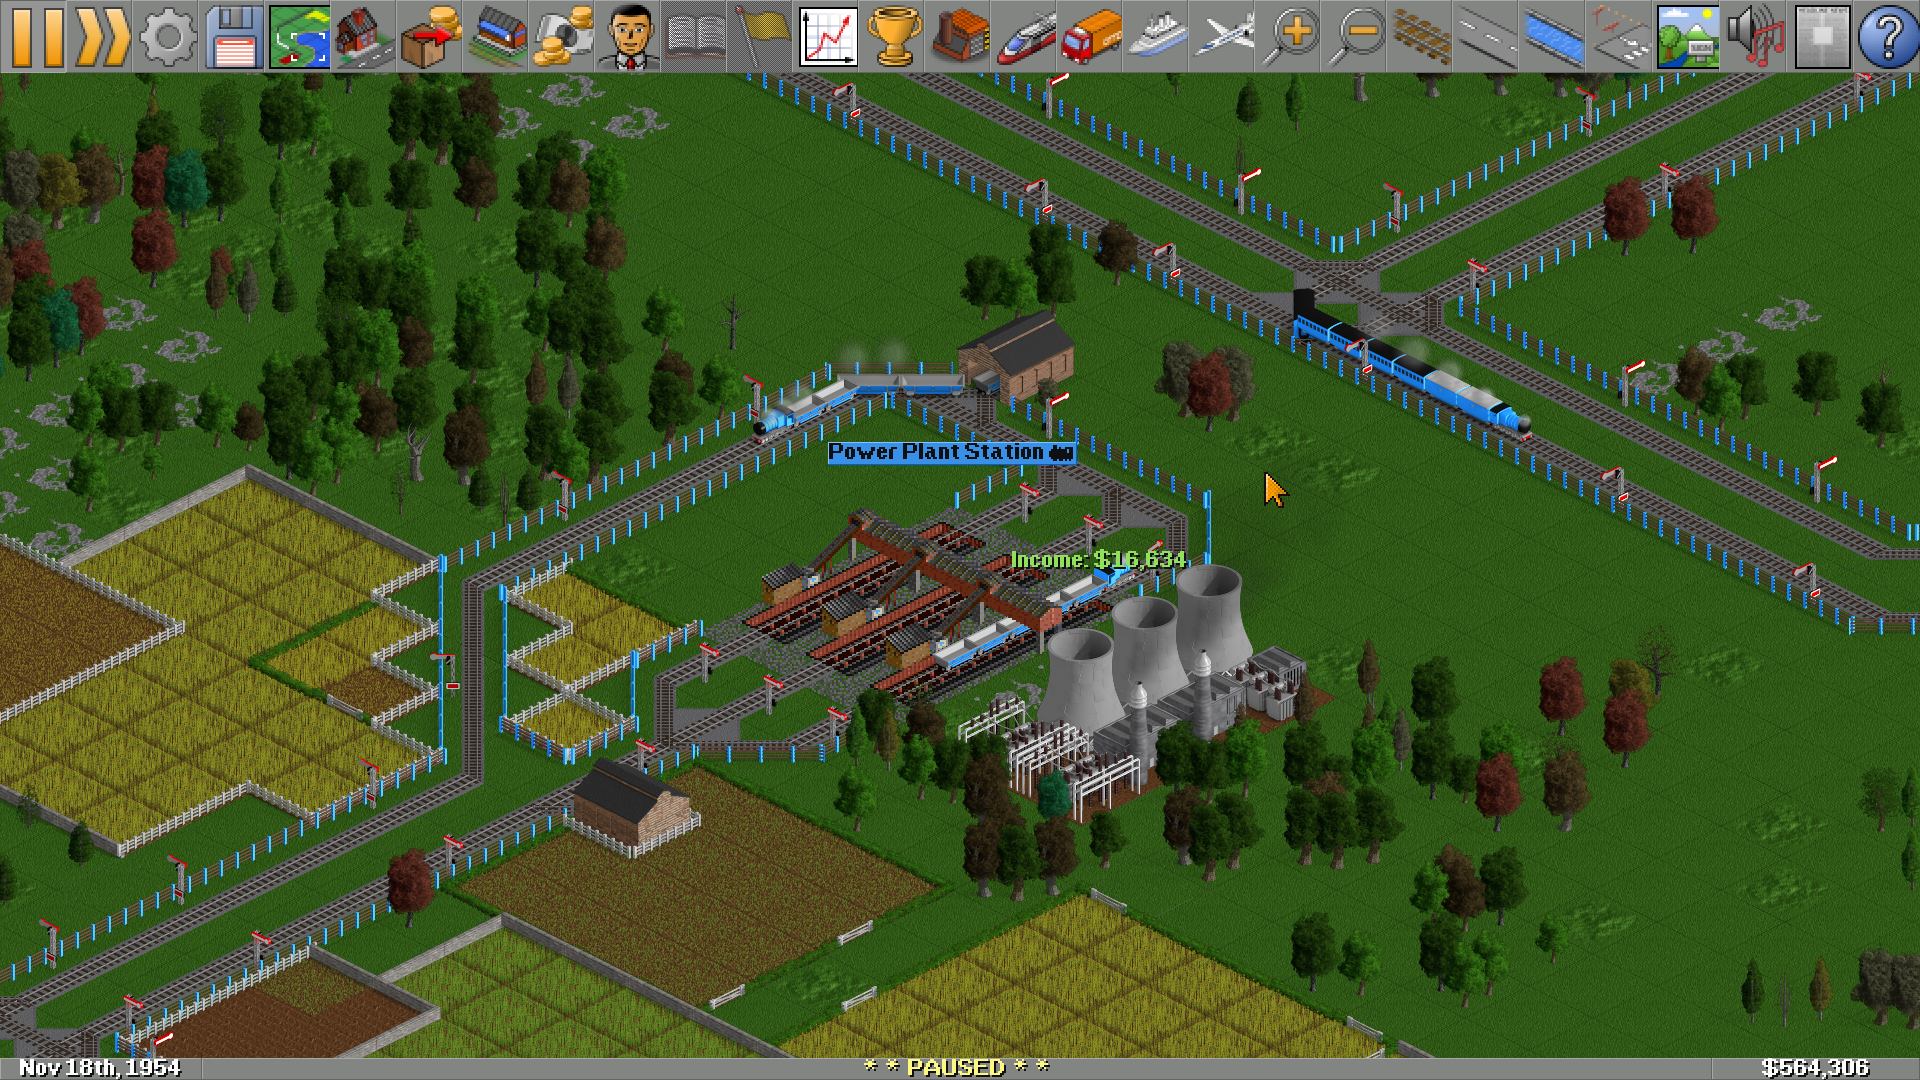 Power Plant Station
Income: $16,634
Nov 18th, 1954
* * PAUSED * *
$564,306